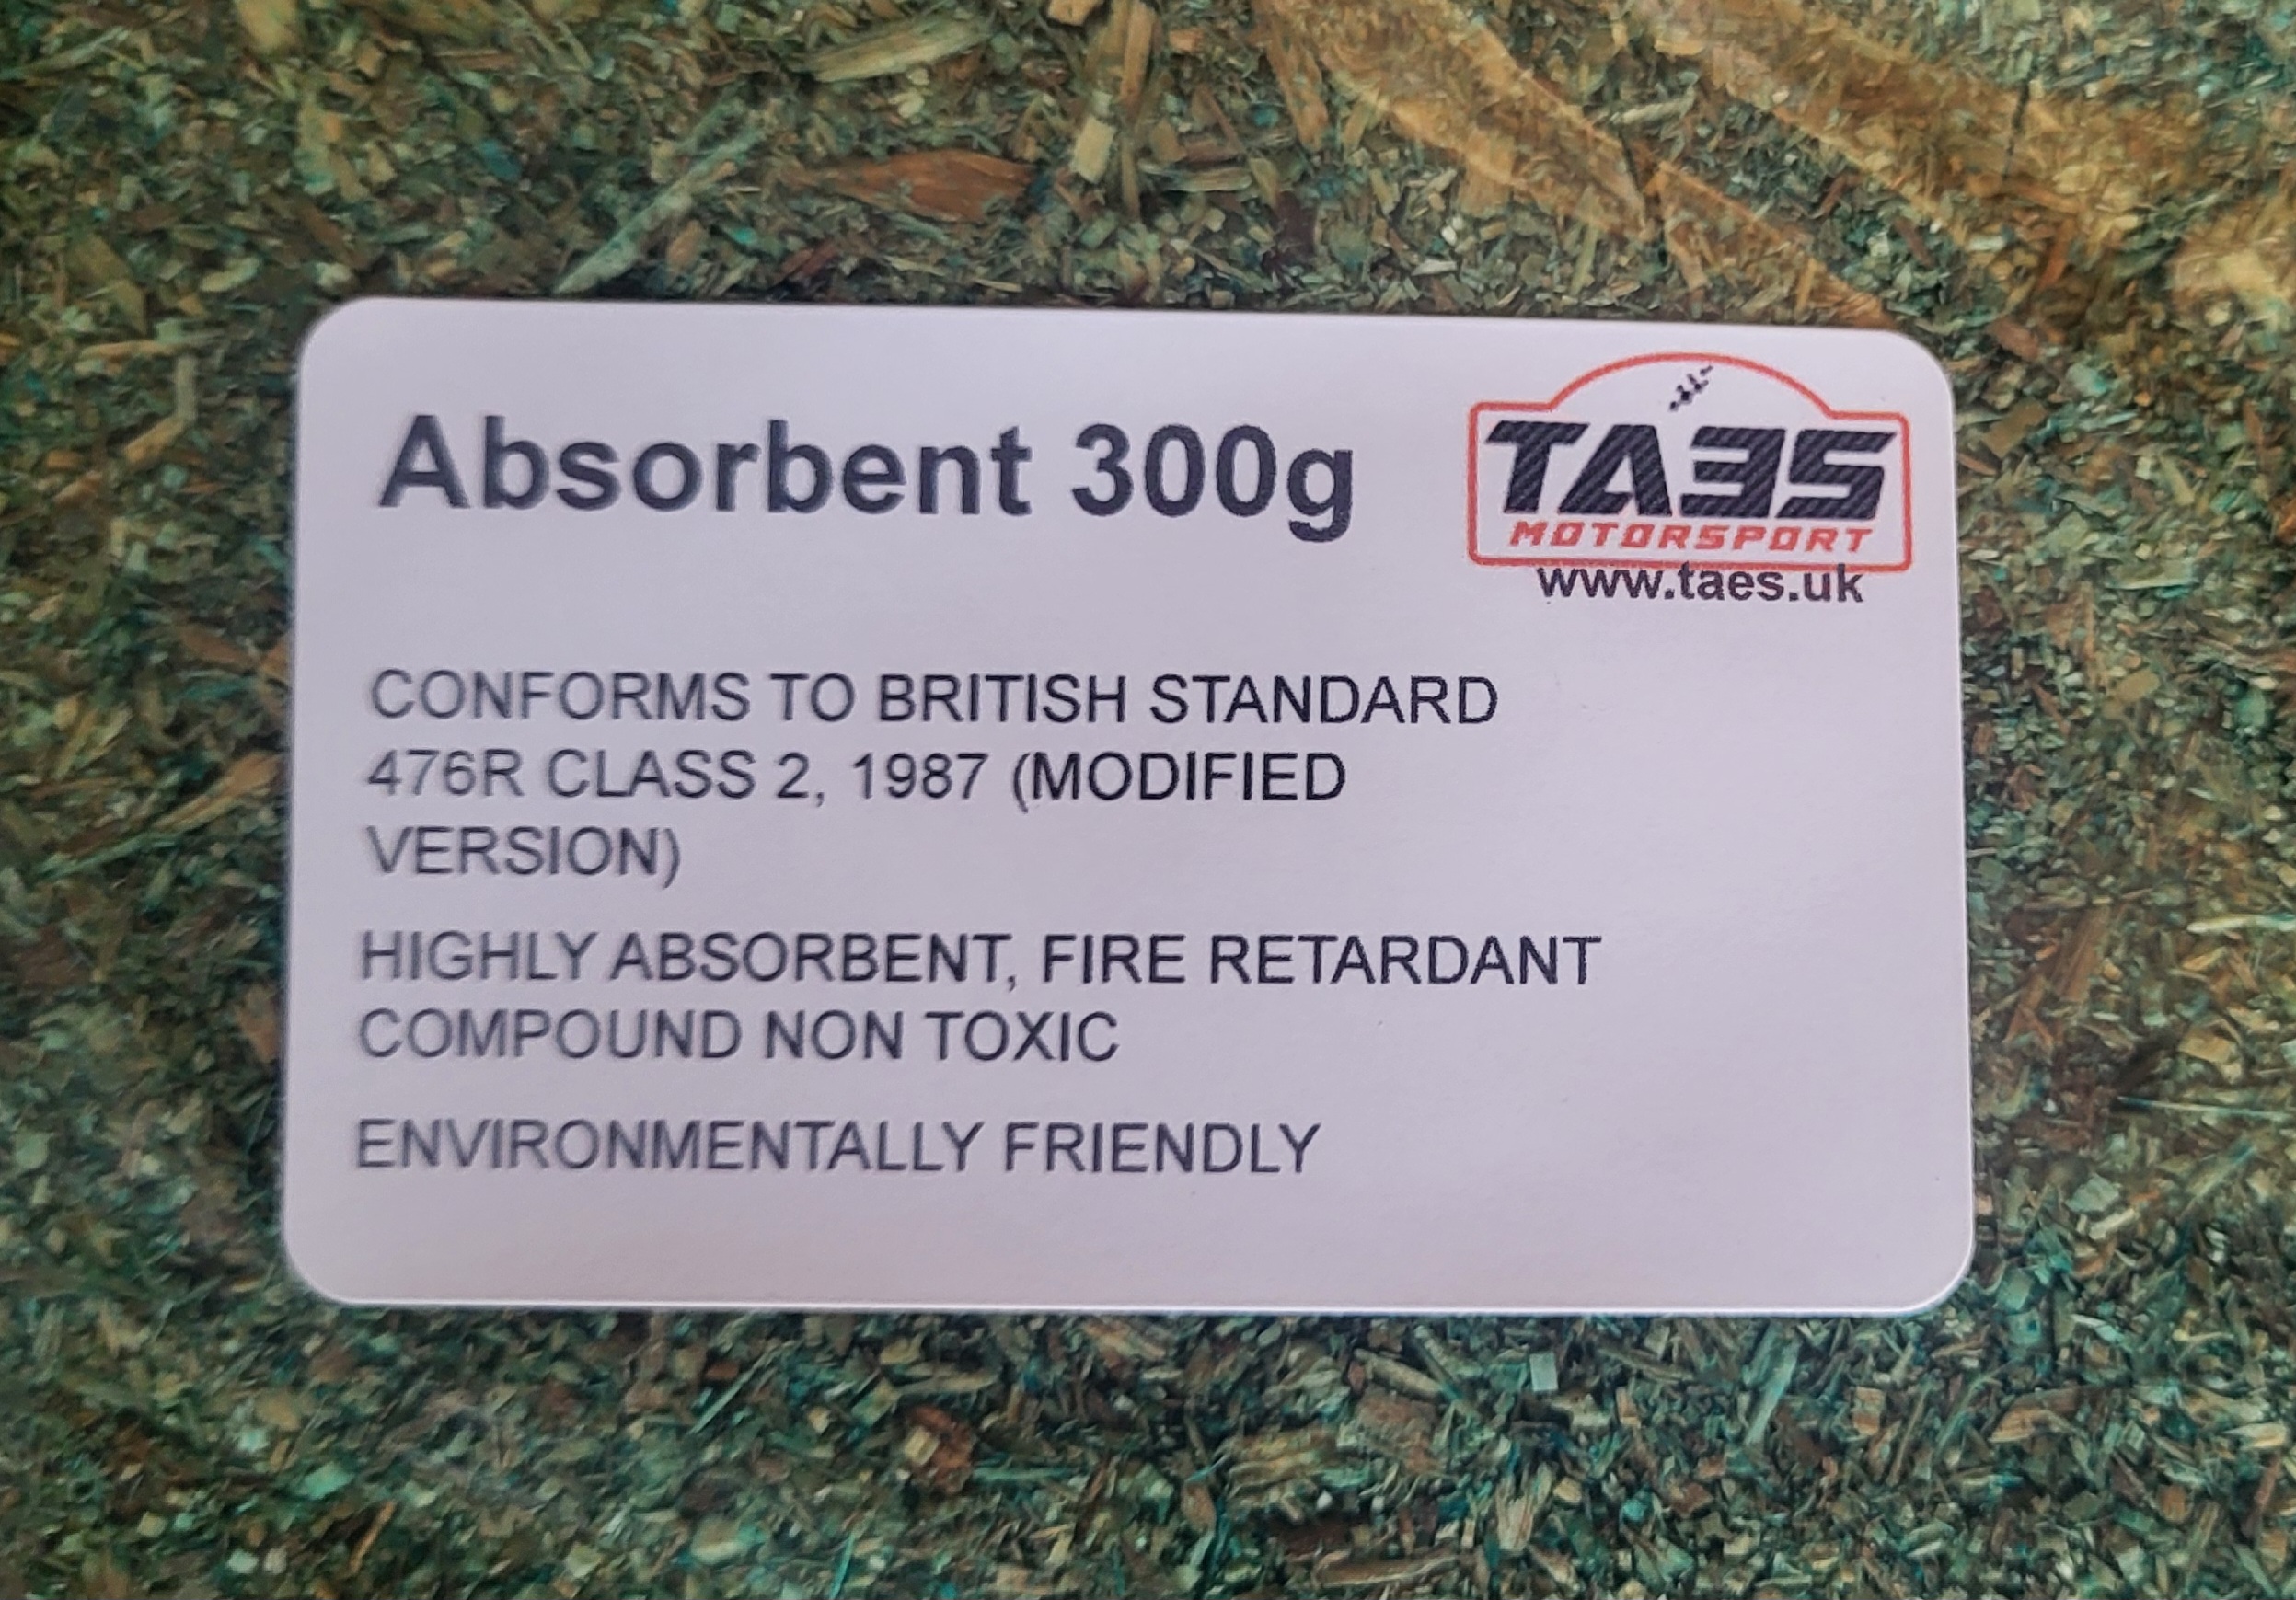 Absorbent 300g
TAES
MOTORSPORT
www.taes.uk
CONFORMS TO BRITISH STANDARD
476R CLASS 2, 1987 (MODIFIED
VERSION)
HIGHLY ABSORBENT, FIRE RETARDANT
COMPOUND NON TOXIC
ENVIRONMENTALLY FRIENDLY